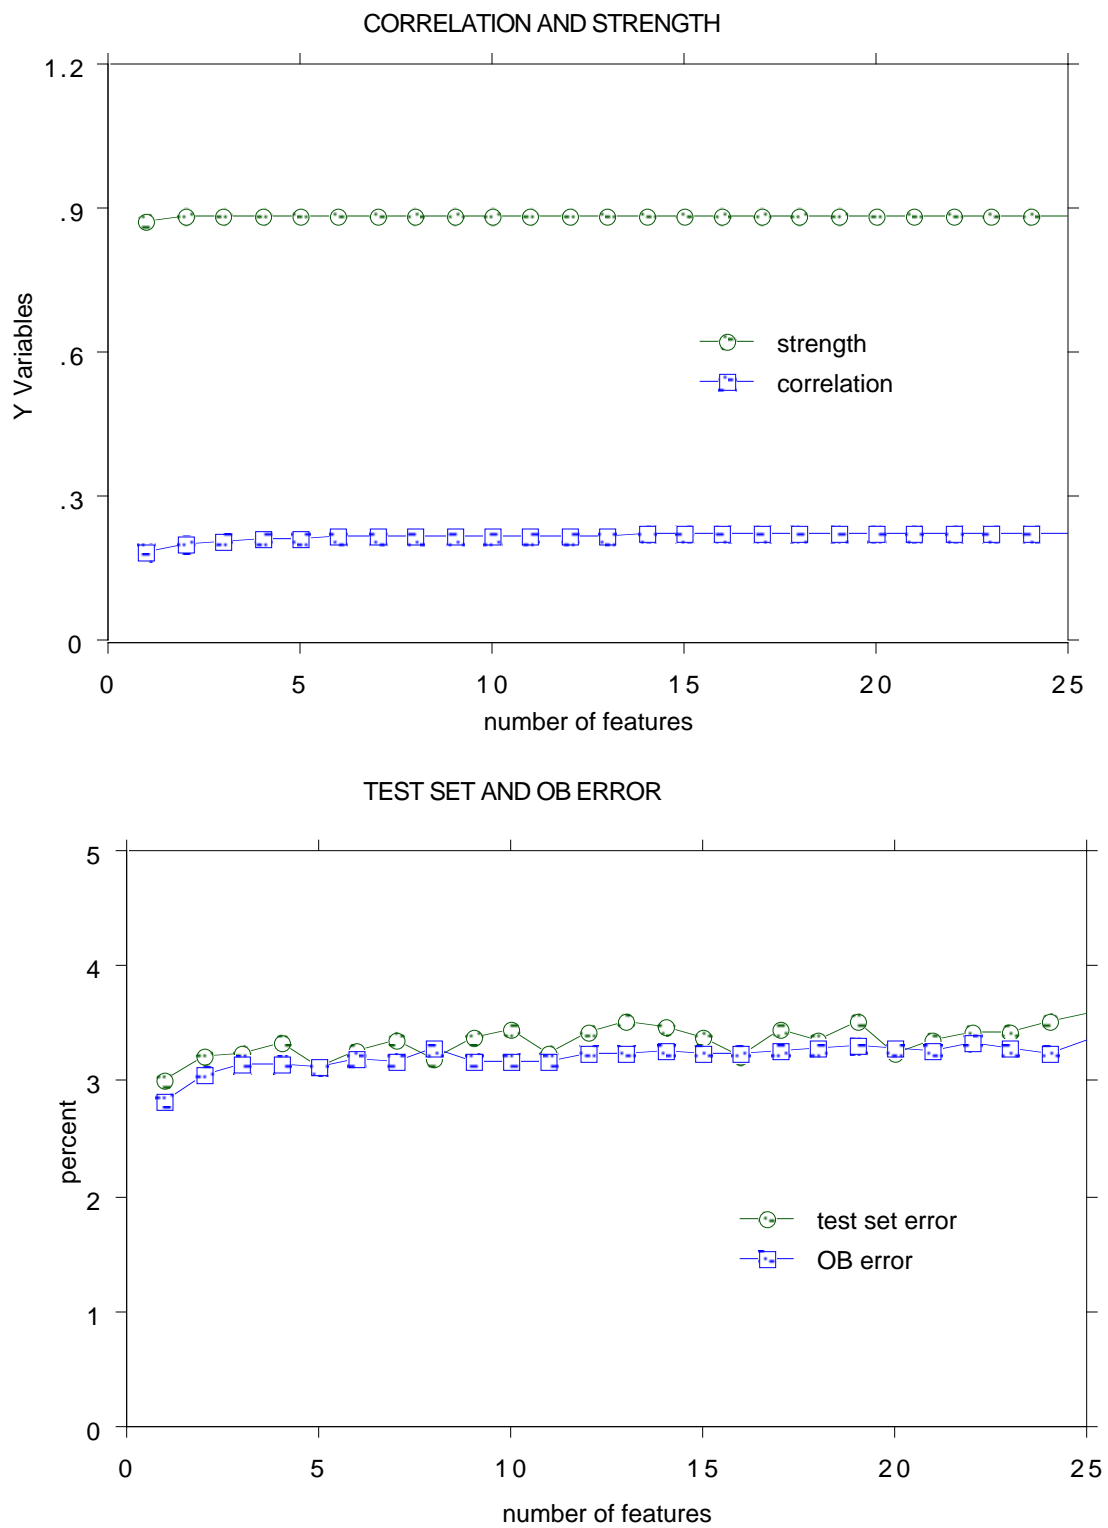 CORRELATION AND STRENGTH
1.2
.9
.6
.3
0
Y Variables
strength
correlation
0 5 10 15 20 25
number of features
TEST SET AND OB ERROR
5
4
3
2
1
0
percent
test set error
OB error
0 5 10 15 20 25
number of features